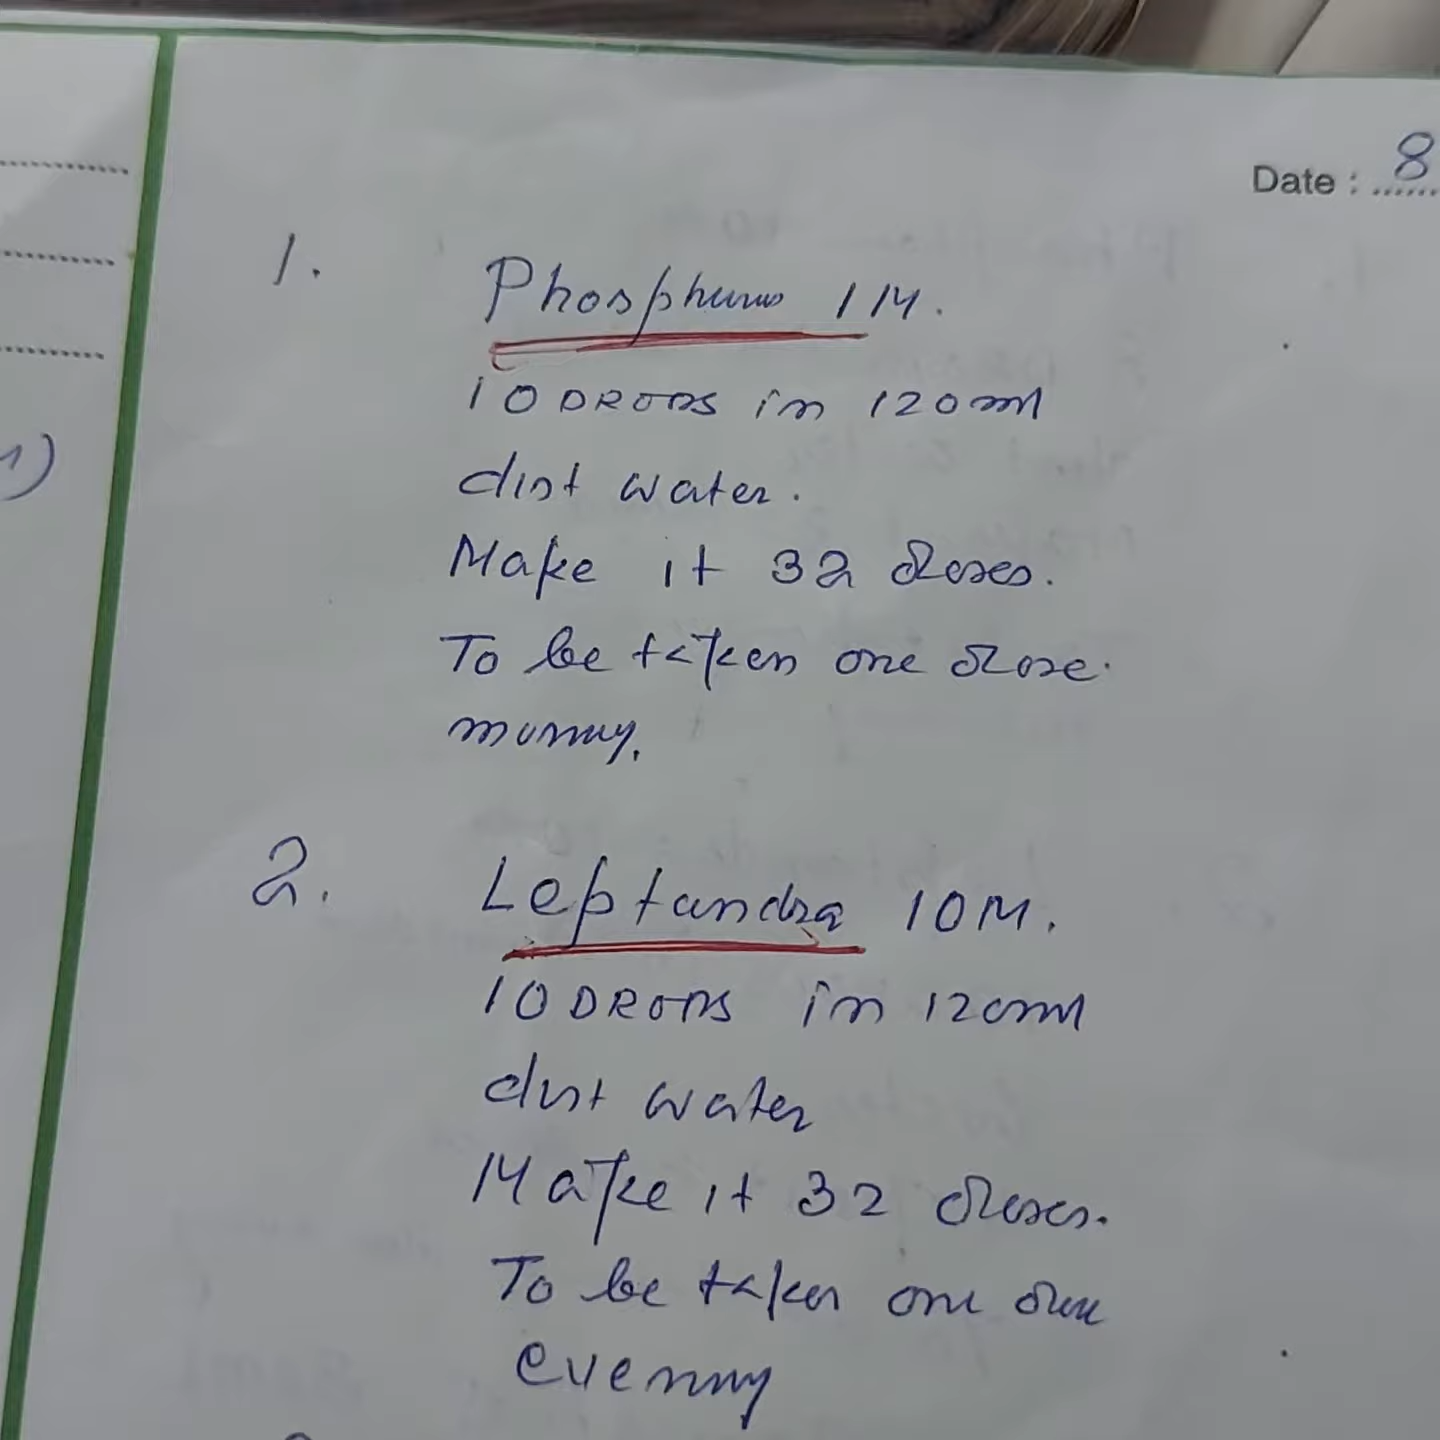 Date : 8
1.
Phosphorus 1M.
10 DROPS in 120ml
dist water.
Make it 32 doses.
To be taken one dose.
morning.
2.
Leptandra 10M.
10 DROPS in 120ml
dist water
Make it 32 doses.
To be taken one dose
evening